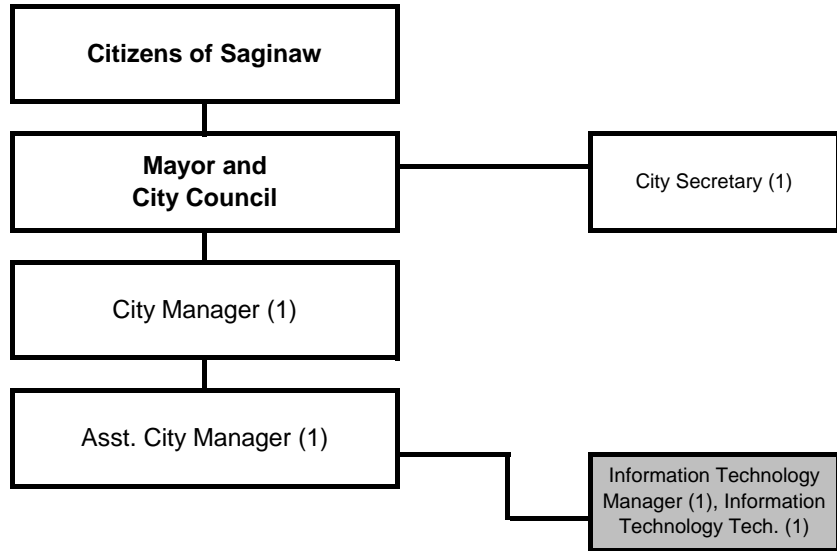 Citizens of Saginaw
Mayor and
City Council
City Secretary (1)
City Manager (1)
Asst. City Manager (1)
Information Technology
Manager (1), Information
Technology Tech. (1)